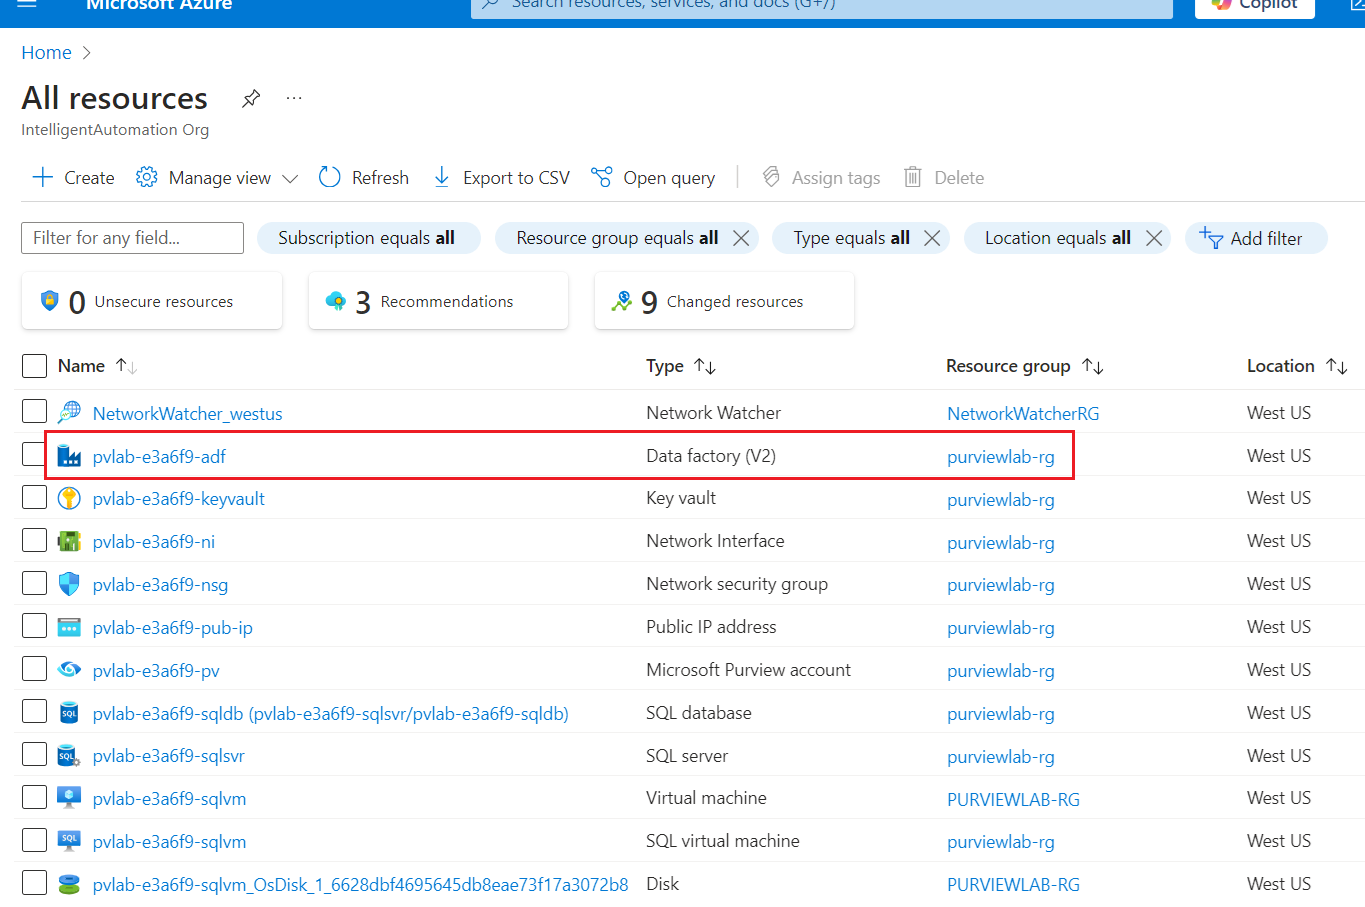 Microsoft Azure
Search resources, services, and docs (G+/)
Copilot
Home
All resources
IntelligentAutomation Org
Create
Manage view
Refresh
Export to CSV
Open query
Assign tags
Delete
Filter for any field...
Subscription equals all
Resource group equals all
Type equals all
Location equals all
Add filter
0 Unsecure resources
3 Recommendations
9 Changed resources
Name Type Resource group Location
NetworkWatcher_westus Network Watcher NetworkWatcherRG West US
pvlab-e3a6f9-adf Data factory (V2) purviewlab-rg West US
pvlab-e3a6f9-keyvault Key vault purviewlab-rg West US
pvlab-e3a6f9-ni Network Interface purviewlab-rg West US
pvlab-e3a6f9-nsg Network security group purviewlab-rg West US
pvlab-e3a6f9-pub-ip Public IP address purviewlab-rg West US
pvlab-e3a6f9-pv Microsoft Purview account purviewlab-rg West US
pvlab-e3a6f9-sqldb (pvlab-e3a6f9-sqlsvr/pvlab-e3a6f9-sqldb) SQL database purviewlab-rg West US
pvlab-e3a6f9-sqlsvr SQL server purviewlab-rg West US
pvlab-e3a6f9-sqlvm Virtual machine PURVIEWLAB-RG West US
pvlab-e3a6f9-sqlvm SQL virtual machine purviewlab-rg West US
pvlab-e3a6f9-sqlvm_OsDisk_1_6628dbf4695645db8eae73f17a3072b8 Disk PURVIEWLAB-RG West US